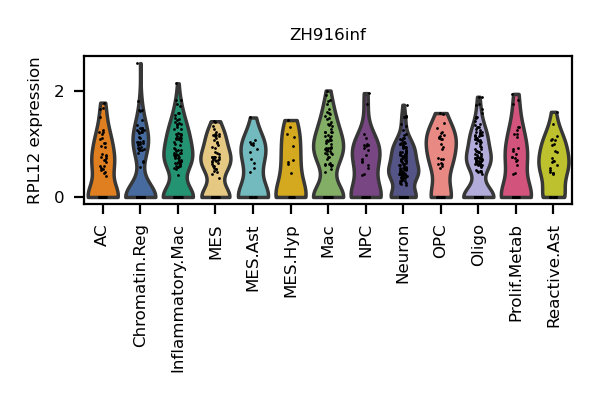 ZH916inf
RPL12 expression
2
0
AC
Chromatin.Reg
Inflammatory.Mac
MES
MES.Ast
MES.Hyp
Mac
NPC
Neuron
OPC
Oligo
Prolif.Metab
Reactive.Ast